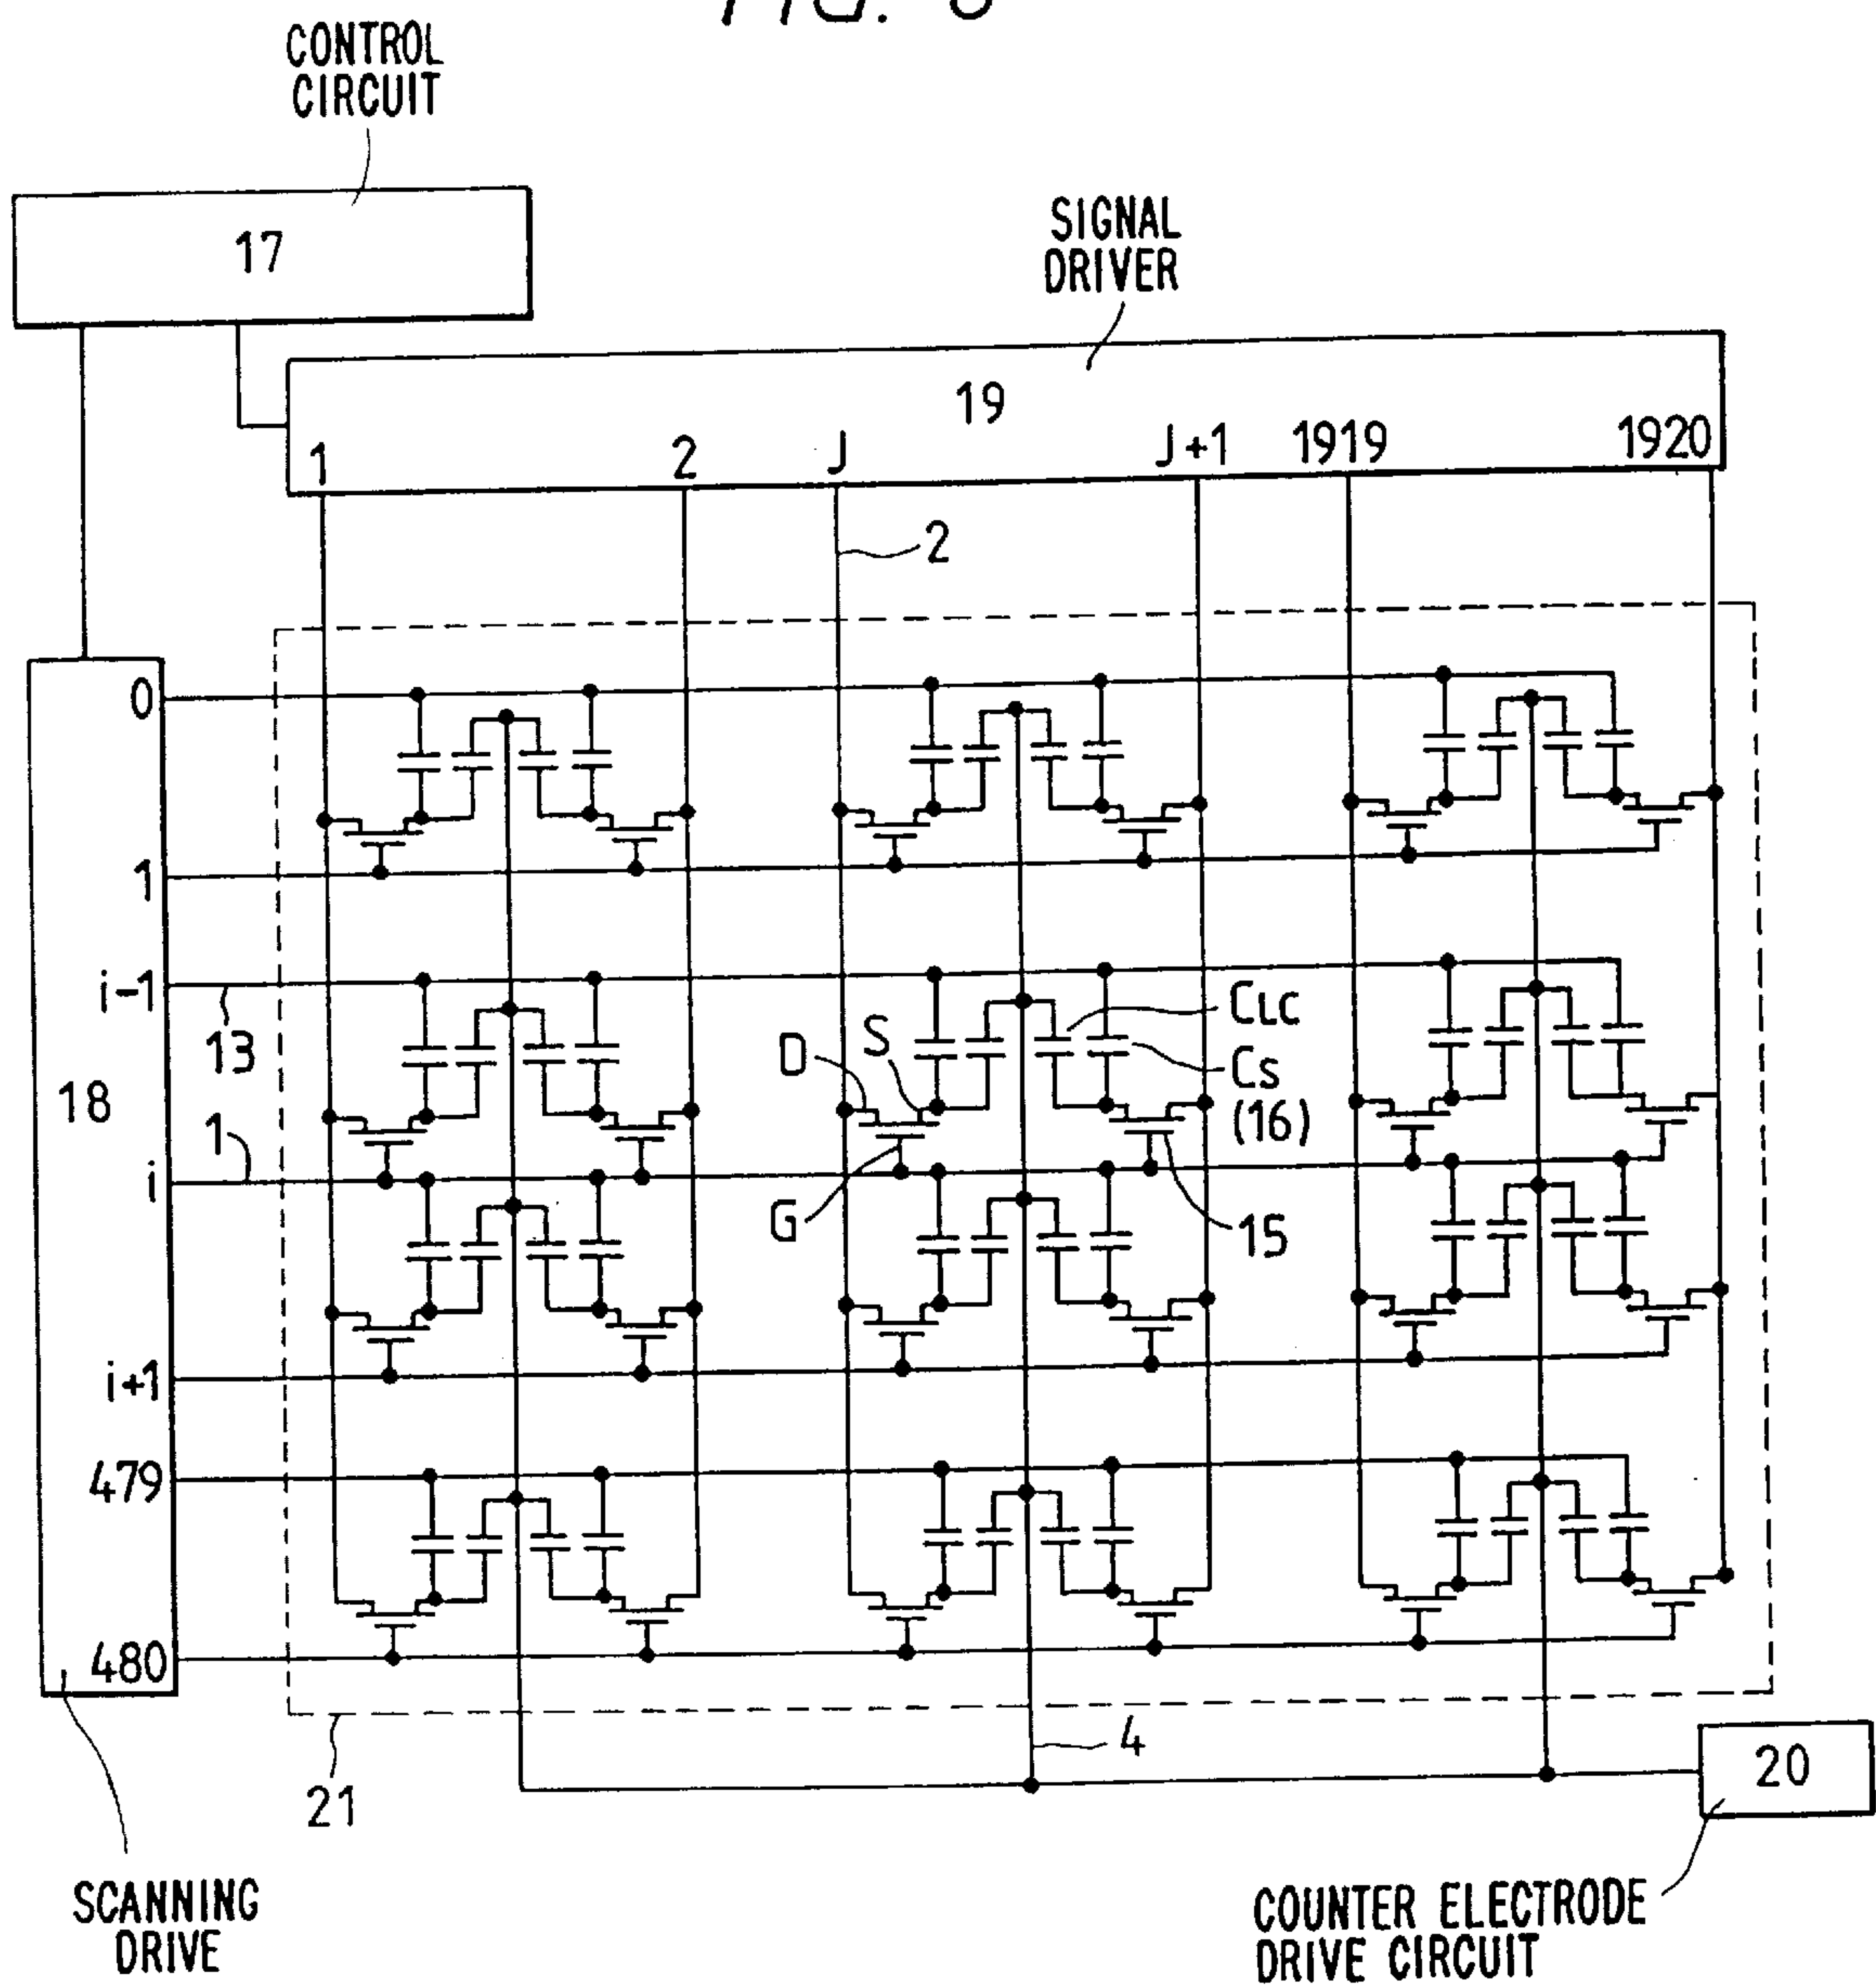 FIG.
CONTROL
CIRCUIT
17
SIGNAL
DRIVER
19
1
2
J
J+1
1919
1920
2
0
1
i-1
13
CLC
D
S
Cs
(16)
18
1
i
G
15
i+1
479
480
4
20
21
SCANNING
DRIVE
COUNTER ELECTRODE
DRIVE CIRCUIT